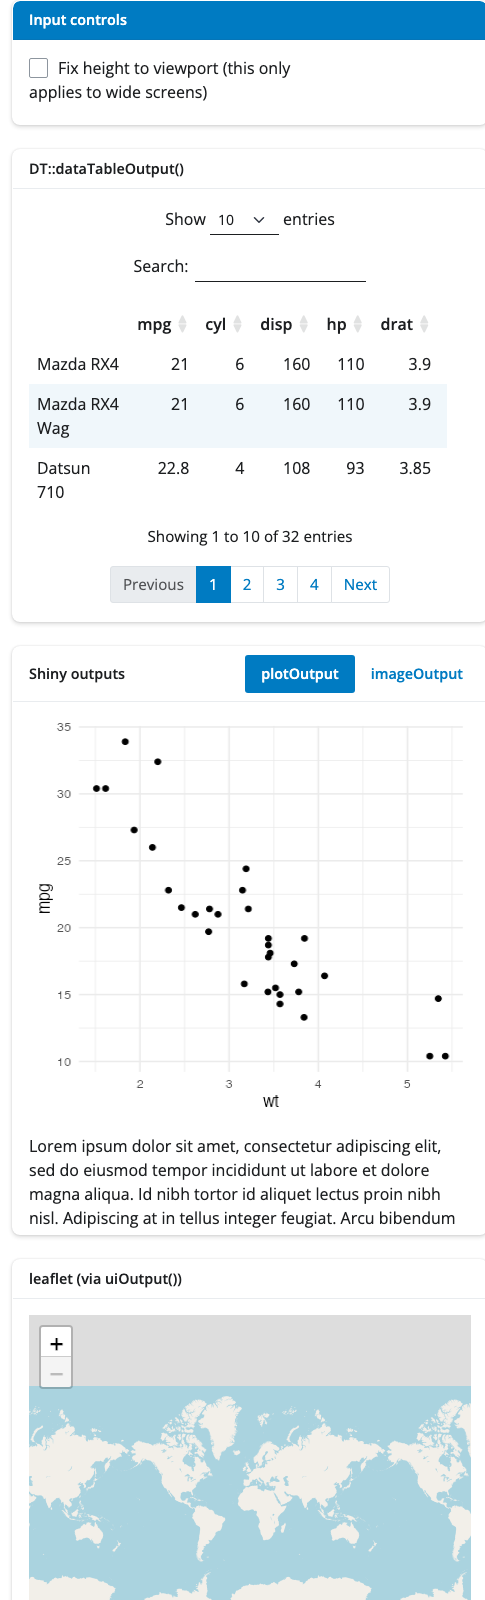 Input controls
Fix height to viewport (this only
applies to wide screens)
DT::dataTableOutput()
Show 10 entries
Search:
mpg cyl disp hp drat
Mazda RX4 21 6 160 110 3.9
Mazda RX4 21 6 160 110 3.9
Wag
Datsun 22.8 4 108 93 3.85
710
Showing 1 to 10 of 32 entries
Previous 1 2 3 4 Next
Shiny outputs plotOutput imageOutput
35
30
25
mpg
20
15
10
2 3 4 5
wt
Lorem ipsum dolor sit amet, consectetur adipiscing elit,
sed do eiusmod tempor incididunt ut labore et dolore
magna aliqua. Id nibh tortor id aliquet lectus proin nibh
nisl. Adipiscing at in tellus integer feugiat. Arcu bibendum
leaflet (via uiOutput())
+
−